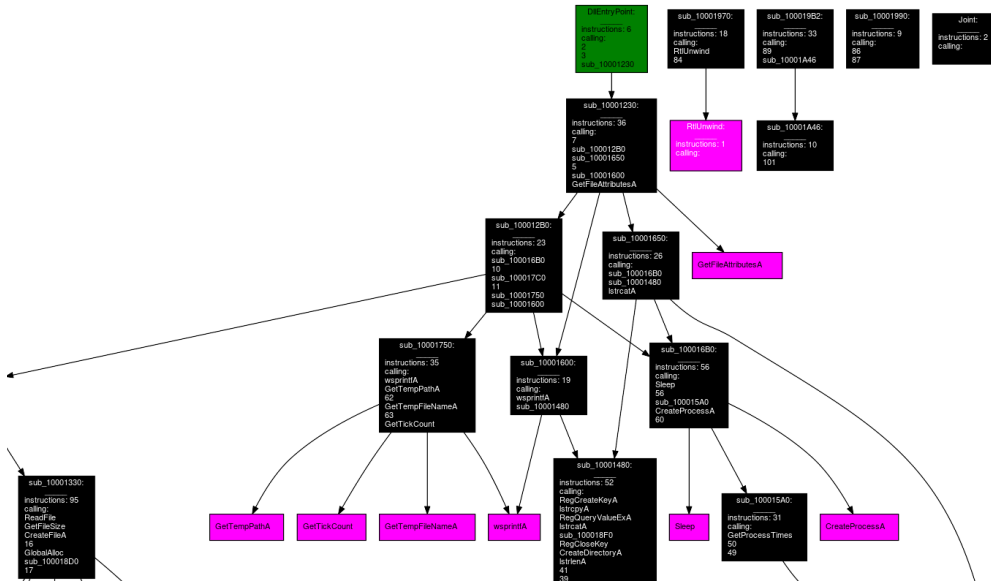 DllEntryPoint:
instructions: 6
calling:
2
3
sub_10001230
sub_10001970:
instructions: 18
calling:
RtlUnwind
84
sub_100019B2:
instructions: 33
calling:
89
sub_10001A46
sub_10001990:
instructions: 9
calling:
86
87
Joint:
instructions: 2
calling:
sub_10001230:
instructions: 36
calling:
7
sub_100012B0
sub_10001650
5
sub_10001600
GetFileAttributesA
RtlUnwind:
instructions: 1
calling:
sub_10001A46:
instructions: 10
calling:
101
sub_100012B0:
instructions: 23
calling:
sub_100016B0
10
sub_100017C0
11
sub_10001750
sub_10001600
sub_10001650:
instructions: 26
calling:
sub_100016B0
sub_10001480
lstrcatA
GetFileAttributesA
sub_10001750:
instructions: 35
calling:
wsprintfA
GetTempPathA
62
GetTempFileNameA
63
GetTickCount
sub_10001600:
instructions: 19
calling:
wsprintfA
sub_10001480
sub_100016B0:
instructions: 56
calling:
Sleep
56
sub_100015A0
CreateProcessA
60
sub_10001330:
instructions: 95
calling:
ReadFile
GetFileSize
CreateFileA
16
GlobalAlloc
sub_100018D0
17
GetTempPathA
GetTickCount
GetTempFileNameA
wsprintfA
sub_10001480:
instructions: 52
calling:
RegCreateKeyA
lstrcpyA
RegQueryValueExA
lstrcatA
sub_100018F0
RegCloseKey
CreateDirectoryA
lstrlenA
41
39
Sleep
sub_100015A0:
instructions: 31
calling:
GetProcessTimes
50
49
CreateProcessA